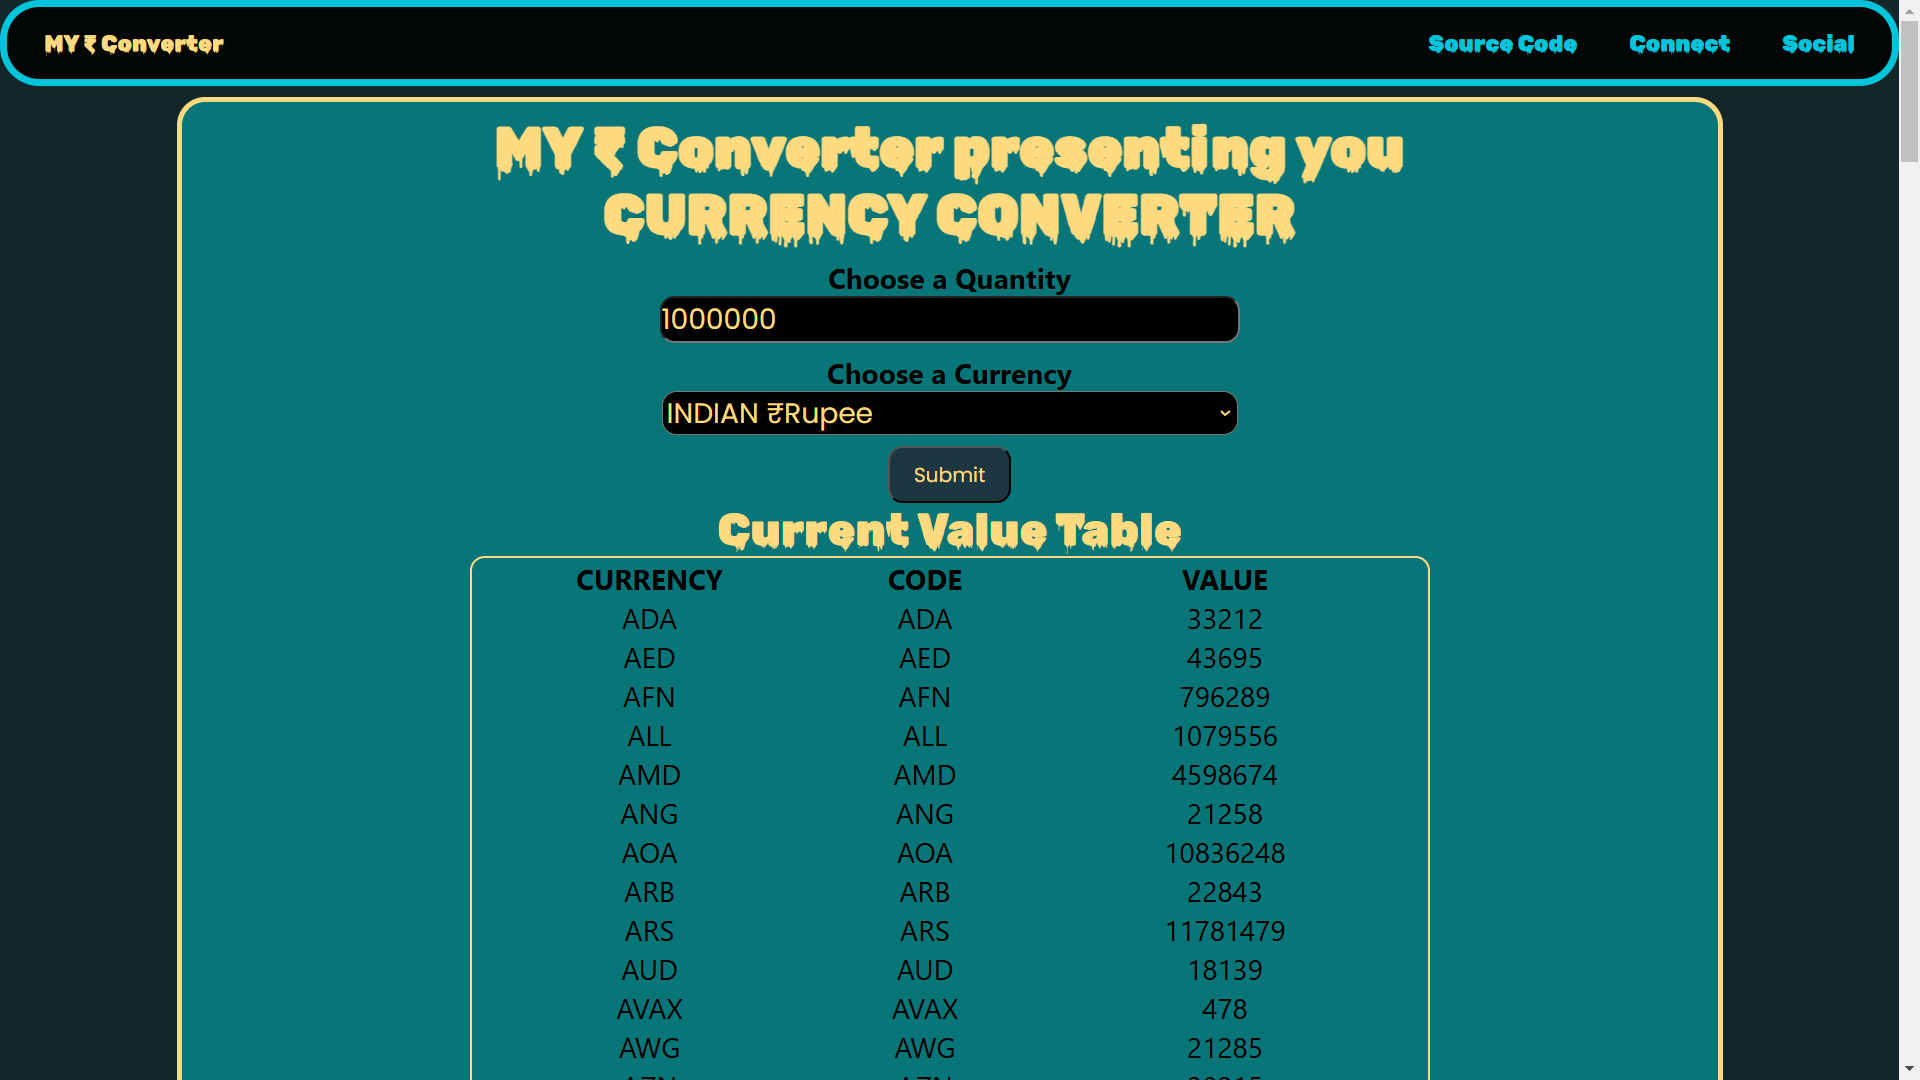 MY ₹ Converter
Source Code Connect Social
MY ₹ Converter presenting you
CURRENCY CONVERTER
Choose a Quantity
1000000
Choose a Currency
INDIAN ₹Rupee
Submit
Current Value Table
CURRENCY CODE VALUE
ADA ADA 33212
AED AED 43695
AFN AFN 796289
ALL ALL 1079556
AMD AMD 4598674
ANG ANG 21258
AOA AOA 10836248
ARB ARB 22843
ARS ARS 11781479
AUD AUD 18139
AVAX AVAX 478
AWG AWG 21285